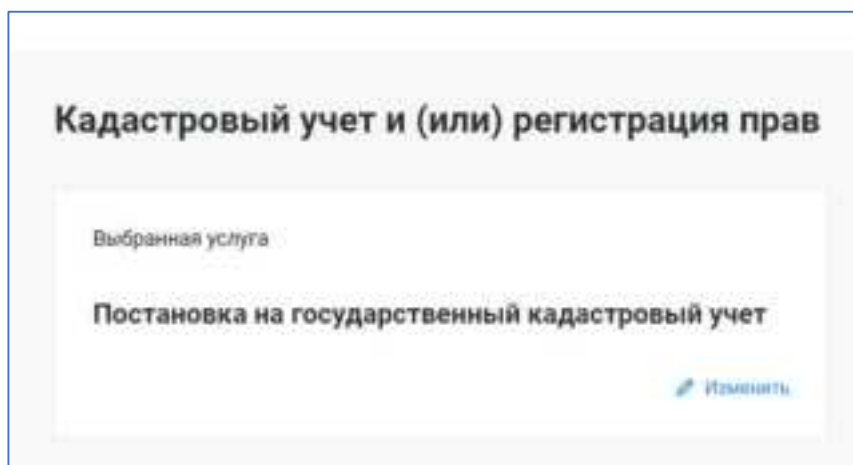 Кадастровый учет и (или) регистрация прав
Выбранная услуга
Постановка на государственный кадастровый учет
Изменить